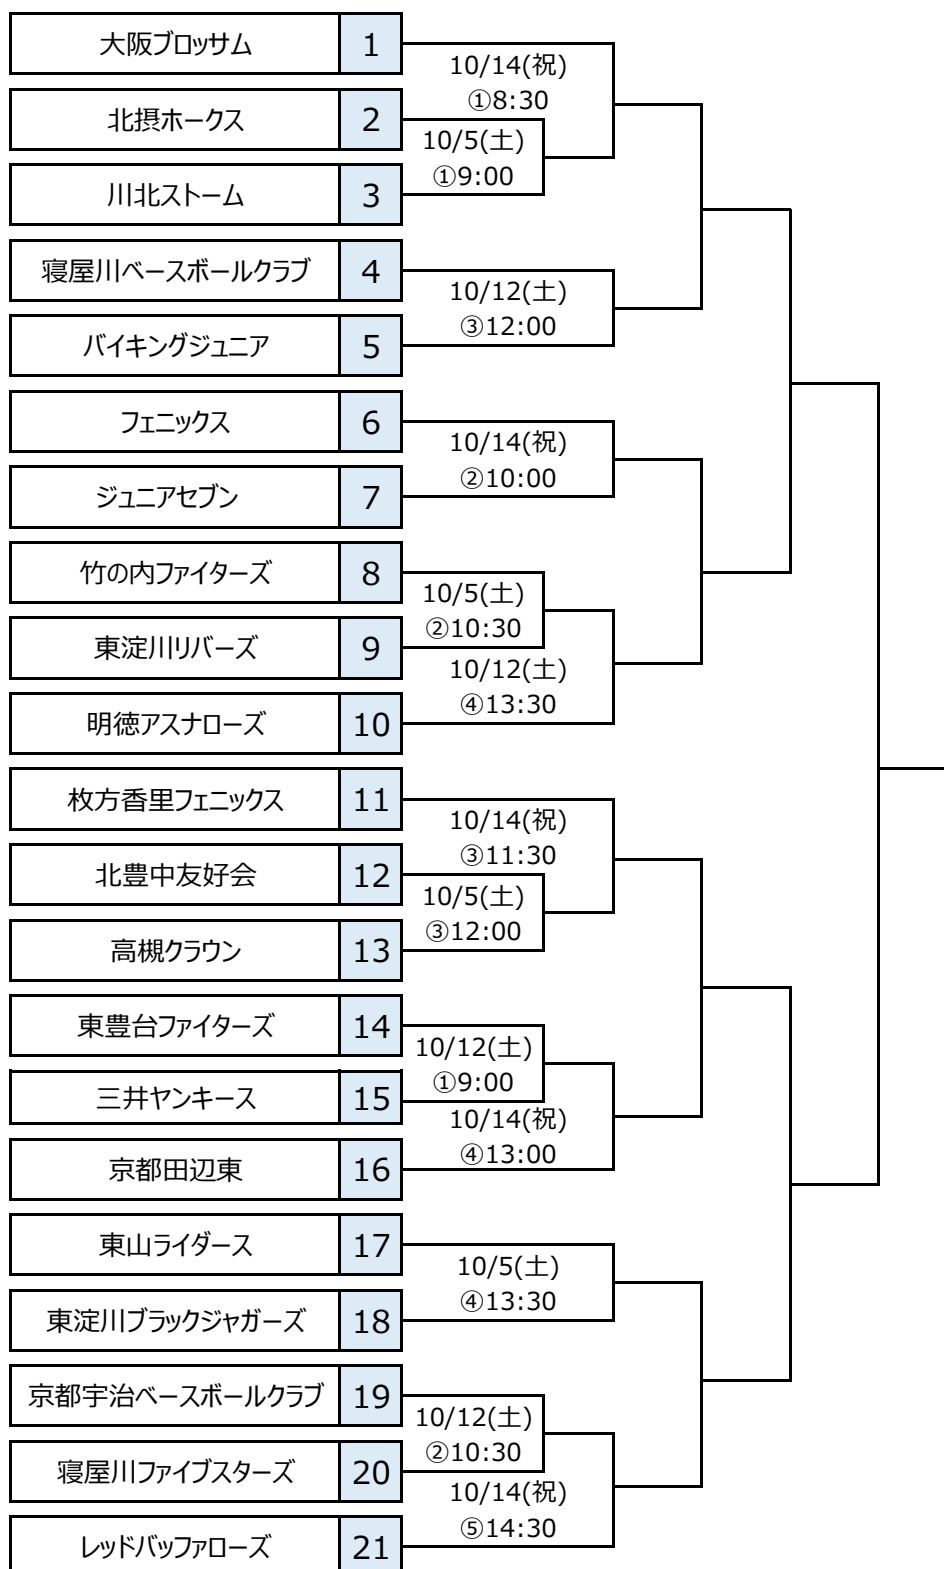 大阪ブロッサム 1
10/14(祝)
①8:30
北摂ホークス 2
10/5(土)
①9:00
川北ストーム 3
寝屋川ベースボールクラブ 4
10/12(土)
③12:00
バイキングジュニア 5
フェニックス 6
10/14(祝)
②10:00
ジュニアセブン 7
竹の内ファイターズ 8
10/5(土)
②10:30
東淀川リバーズ 9
10/12(土)
④13:30
明徳アスナローズ 10
枚方香里フェニックス 11
10/14(祝)
③11:30
北豊中友好会 12
10/5(土)
③12:00
高槻クラウン 13
東豊台ファイターズ 14
10/12(土)
①9:00
三井ヤンキース 15
10/14(祝)
④13:00
京都田辺東 16
東山ライダース 17
10/5(土)
④13:30
東淀川ブラックジャガーズ 18
京都宇治ベースボールクラブ 19
10/12(土)
②10:30
寝屋川ファイブスターズ 20
10/14(祝)
⑤14:30
レッドバッファローズ 21